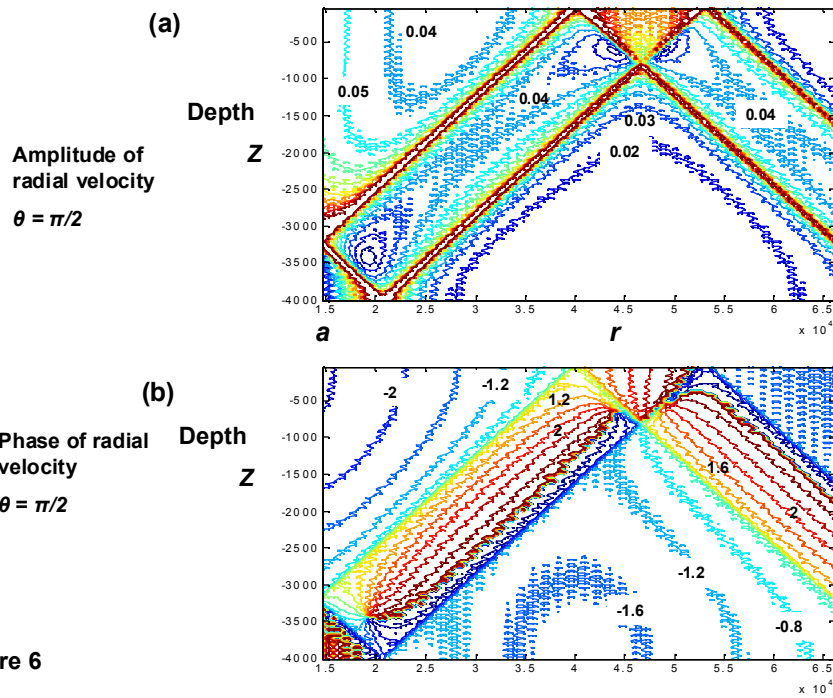 (a)
Depth
Z
Amplitude of
radial velocity
θ = π/2
-500
-1000
-1500
-2000
-2500
-3000
-3500
-4000
0.04
0.05
0.04
0.03
0.02
0.04
1.5 2 2.5 3 3.5 4 4.5 5 5.5 6 6.5
x 10⁴
a r
(b)
Phase of radial
velocity
Depth
Z
θ = π/2
-500
-1000
-1500
-2000
-2500
-3000
-3500
-4000
-2
-1.2
1.2
2
1.6
2
-1.2
-1.6
-0.8
1.5 2 2.5 3 3.5 4 4.5 5 5.5 6 6.5
x 10⁴
re 6